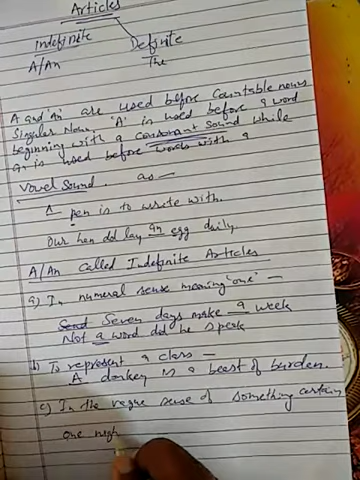 Articles
Indefinite Definite
A/An The
A and 'An' are used before Countable nouns
Singular Noun, 'A' is used before a word
beginning with a consonant sound while
an is used before words with a
Vowel Sound. as —
A pen is to write with.
Our hen did lay an egg daily.
A/An Called Indefinite Articles
a) In numeral sense meaning 'one' —
Seven days make a week
Not a word did he speak
b) To represent a class —
A donkey is a beast of burden.
c) In the vague sense of something certain
one nigh